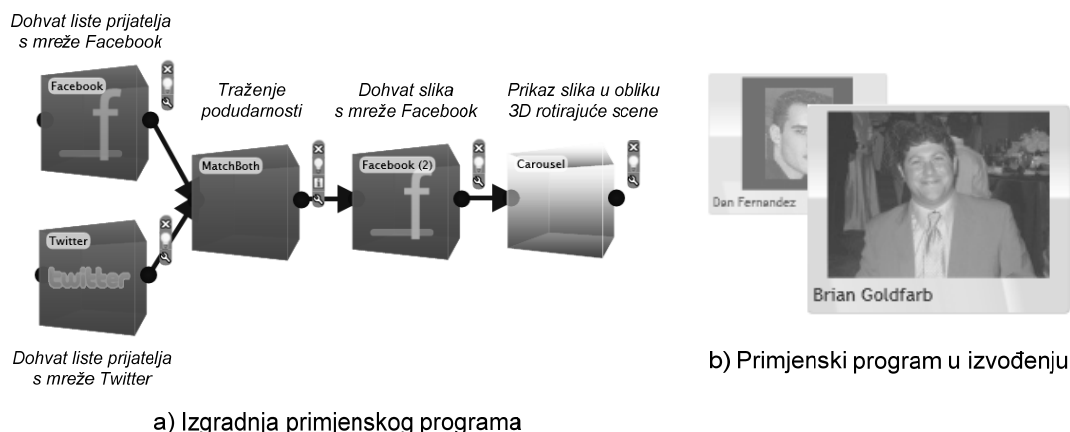 Dohvat liste prijatelja
s mreže Facebook
Facebook
Traženje
podudarnosti
MatchBoth
Dohvat slika
s mreže Facebook
Facebook (2)
Prikaz slika u obliku
3D rotirajuće scene
Carousel
Twitter
twitter
Dohvat liste prijatelja
s mreže Twitter
a) Izgradnja primjenskog programa
Dan Fernandez
Brian Goldfarb
b) Primjenski program u izvođenju